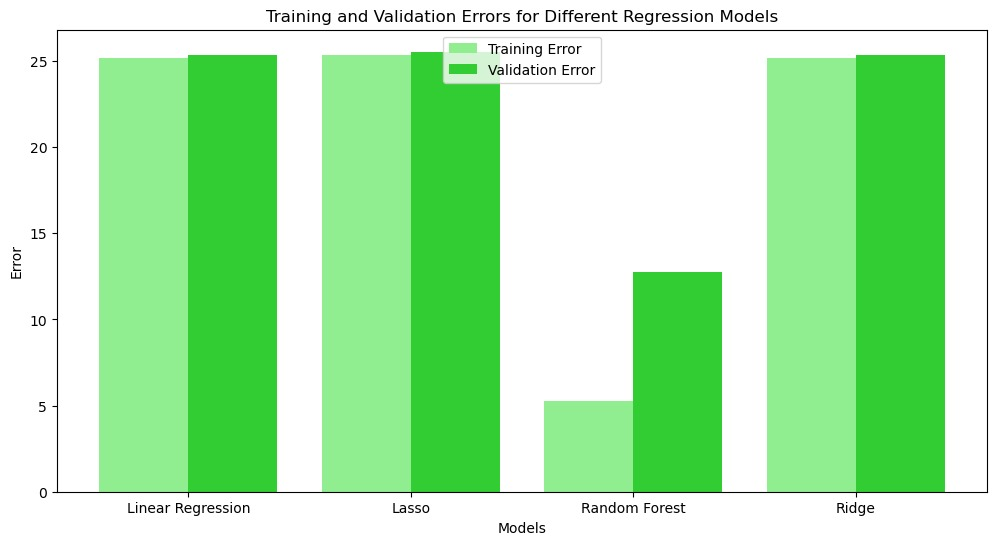 Training and Validation Errors for Different Regression Models
Training Error
Validation Error
Error
25
20
15
10
5
0
Linear Regression
Lasso
Random Forest
Ridge
Models